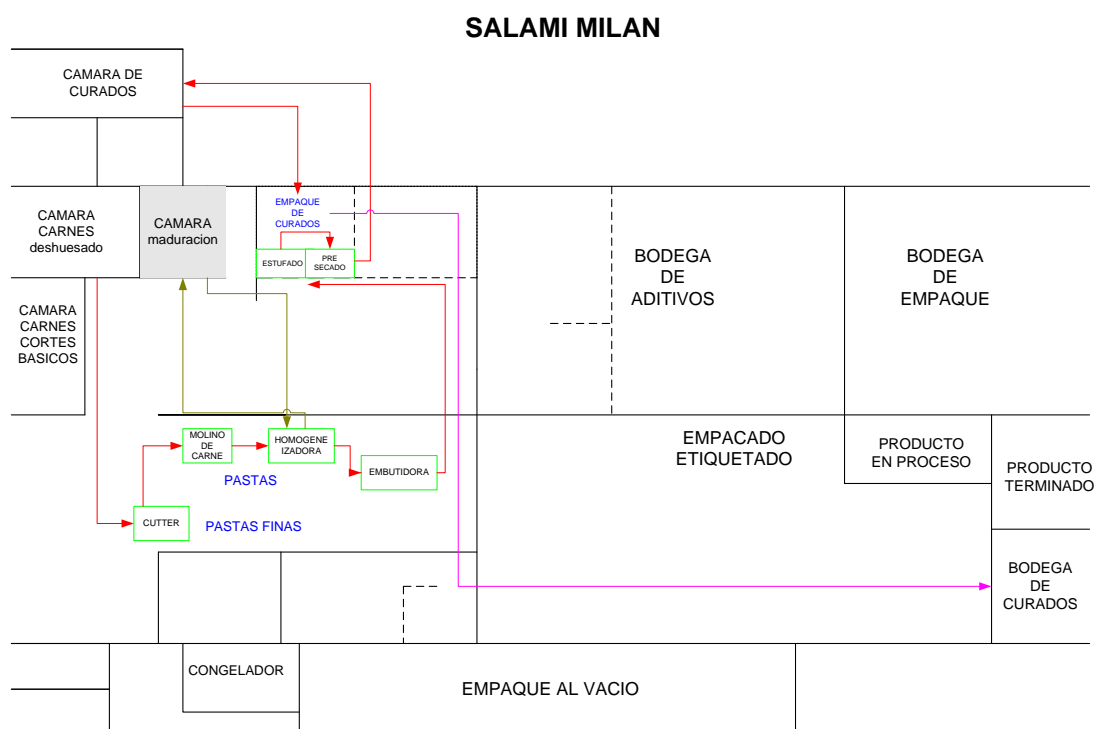 SALAMI MILAN
CAMARA DE
CURADOS
CAMARA
CARNES
deshuesado
CAMARA
maduracion
EMPAQUE
DE
CURADOS
ESTUFADO
PRE
SECADO
BODEGA
DE
ADITIVOS
BODEGA
DE
EMPAQUE
CAMARA
CARNES
CORTES
BASICOS
MOLINO
DE
CARNE
HOMOGENE
IZADORA
EMBUTIDORA
PASTAS
CUTTER
PASTAS FINAS
EMPACADO
ETIQUETADO
PRODUCTO
EN PROCESO
PRODUCTO
TERMINADO
BODEGA
DE
CURADOS
CONGELADOR
EMPAQUE AL VACIO